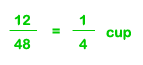 12/48 = 1/4 cup